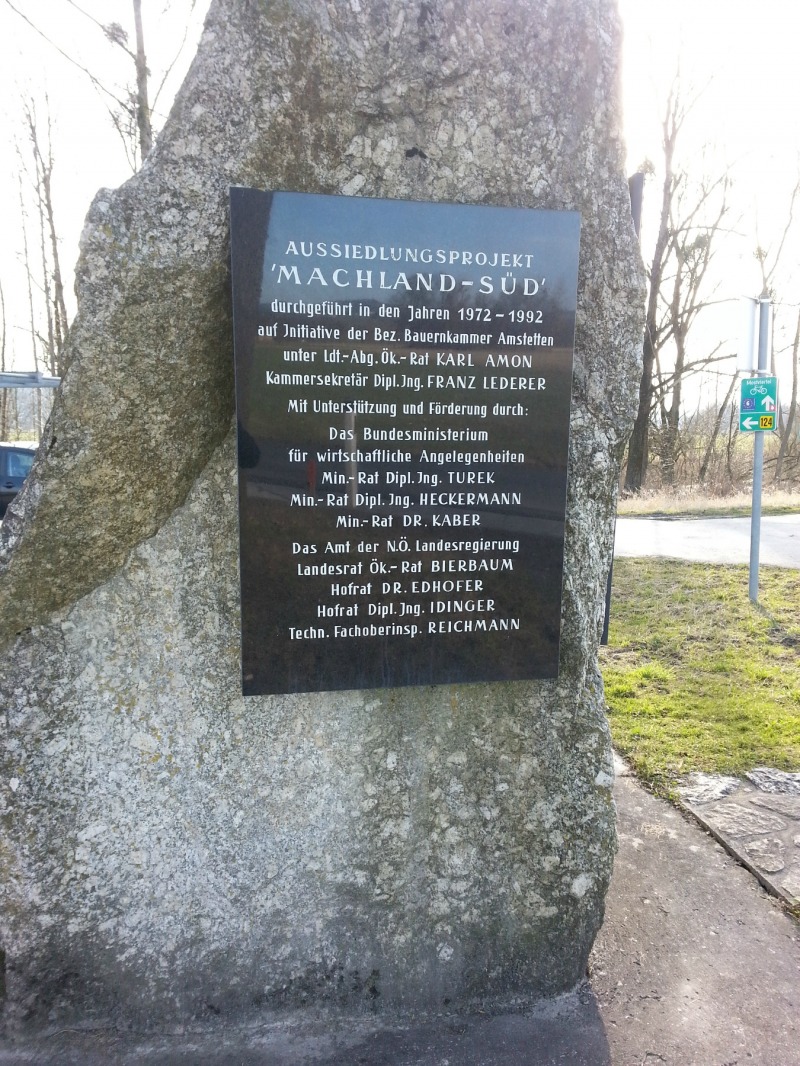 AUSSIEDLUNGSPROJEKT
'MACHLAND-SÜD'
durchgeführt in den Jahren 1972-1992
auf Initiative der Bez. Bauernkammer Amstetten
unter Ldt.-Abg. Ök.-Rat KARL AMON
Kammersekretär Dipl.Jng. FRANZ LEDERER
Mit Unterstützung und Förderung durch:
Das Bundesministerium
für wirtschaftliche Angelegenheiten
Min.-Rat Dipl.Jng. TUREK
Min.-Rat Dipl.Jng. HECKERMANN
Min.-Rat DR. KABER
Das Amt der N.Ö. Landesregierung
Landesrat Ök.-Rat BIERBAUM
Hofrat DR. EDHOFER
Hofrat Dipl.Jng. IDINGER
Techn. Fachoberinsp. REICHMANN
124